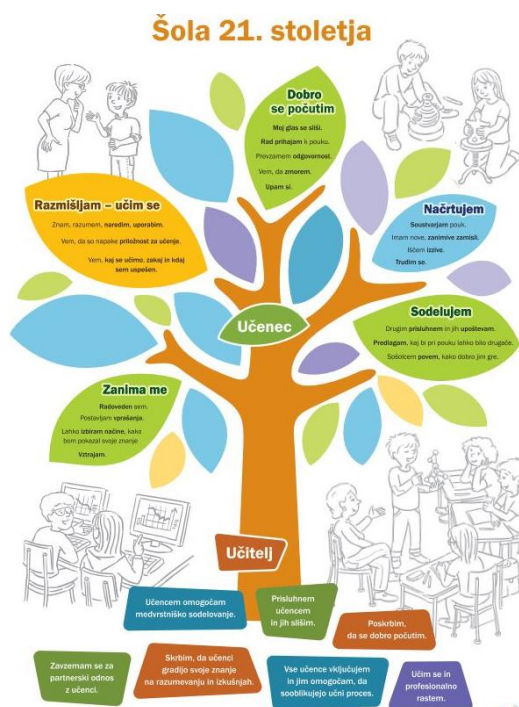 Šola 21. stoletja
Dobro
se počutim
Moj glas se sliši.
Rad prihajam k pouku.
Prevzamem odgovornost.
Vem, da zmorem.
Upam si.
Razmišljam – učim se
Znam, razumem, naredim, uporabim.
Vem, da so napake priložnost za učenje.
Vem, kaj se učimo, zakaj in kdaj
sem uspešen.
Načrtujem
Soustvarjam pouk.
Imam nove, zanimive zamisli.
Iščem izzive.
Trudim se.
Učenec
Sodelujem
Drugim prisluhnem in jih upoštevam.
Predlagam, kaj bi pri pouku lahko bilo drugače.
Sošolcem povem, kako dobro jim gre.
Zanima me
Radoveden sem.
Postavljam vprašanja.
Lahko izbiram načine, kako
bom pokazal svoje znanje
Vztrajam.
Učitelj
Učencem omogočam
medvrstniško sodelovanje.
Prisluhnem
učencem
in jih slišim.
Poskrbim,
da se dobro počutim.
Zavzemam se za
partnerski odnos
z učenci.
Skrbim, da učenci
gradijo svoje znanje
na razumevanju in izkušnjah.
Vse učence vključujem
in jim omogočam, da
sooblikujejo učni proces.
Učim se in
profesionalno
rastem.